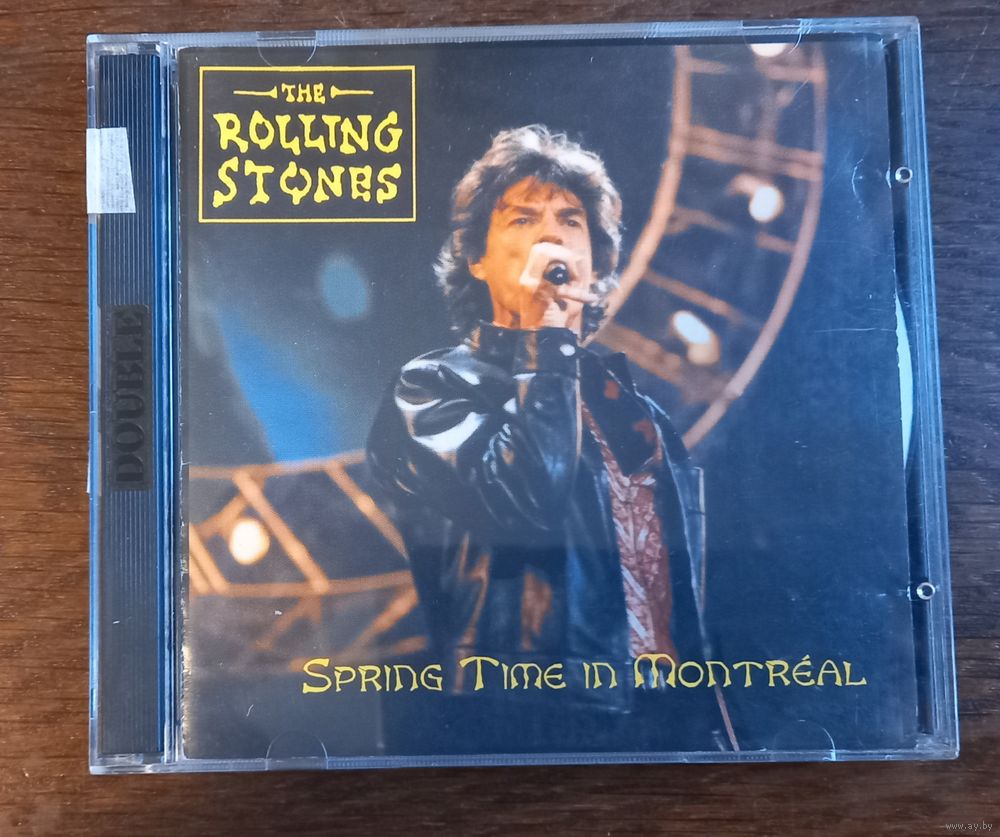 THE
ROLLING
STONES
DOUBLE
SPRING TIME IN MONTRÉAL
www.ay.by